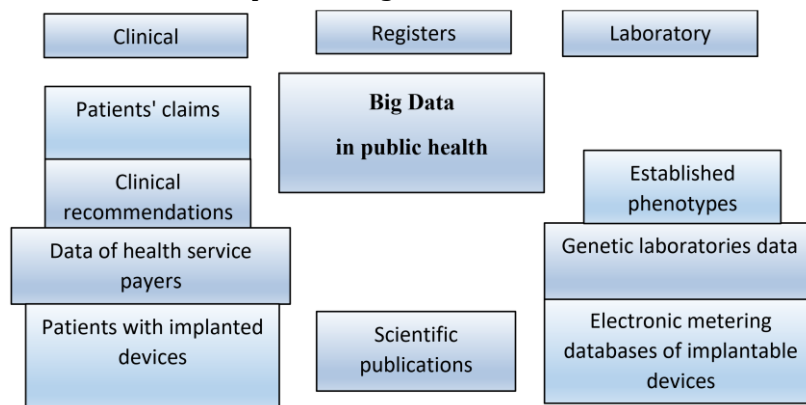 Clinical
Registers
Laboratory
Big Data
in public health
Patients' claims
Clinical
recommendations
Data of health service
payers
Patients with implanted
devices
Scientific
publications
Established
phenotypes
Genetic laboratories data
Electronic metering
databases of implantable
devices